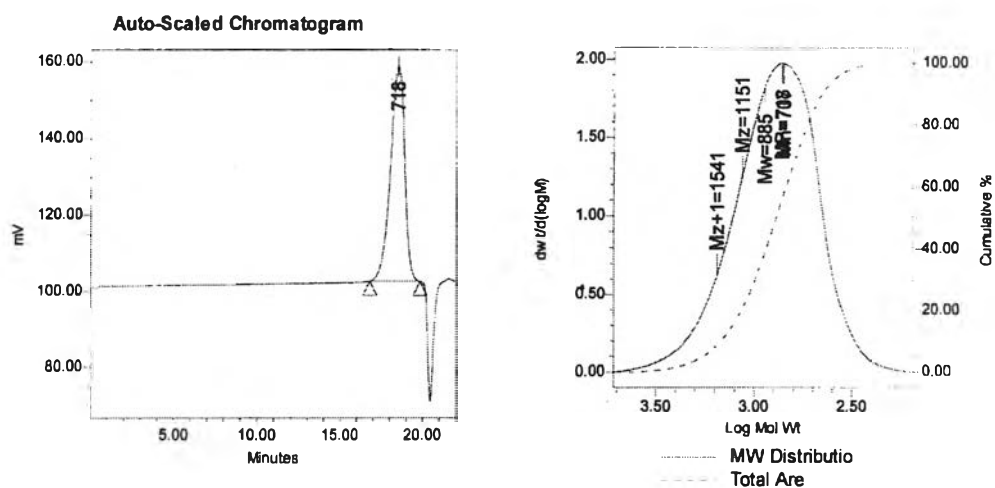 Auto-Scaled Chromatogram
160.00
140.00
120.00
100.00
80.00
mV
718
5.00 10.00 15.00 20.00
Minutes
2.00
1.50
1.00
0.50
0.00
dw t/d(logM)
Mz+1=1541
Mz=1151
Mw=885
100.00
80.00
60.00
40.00
20.00
0.00
Cumulative %
3.50 3.00 2.50
Log Mol Wt
MW Distributio
Total Are